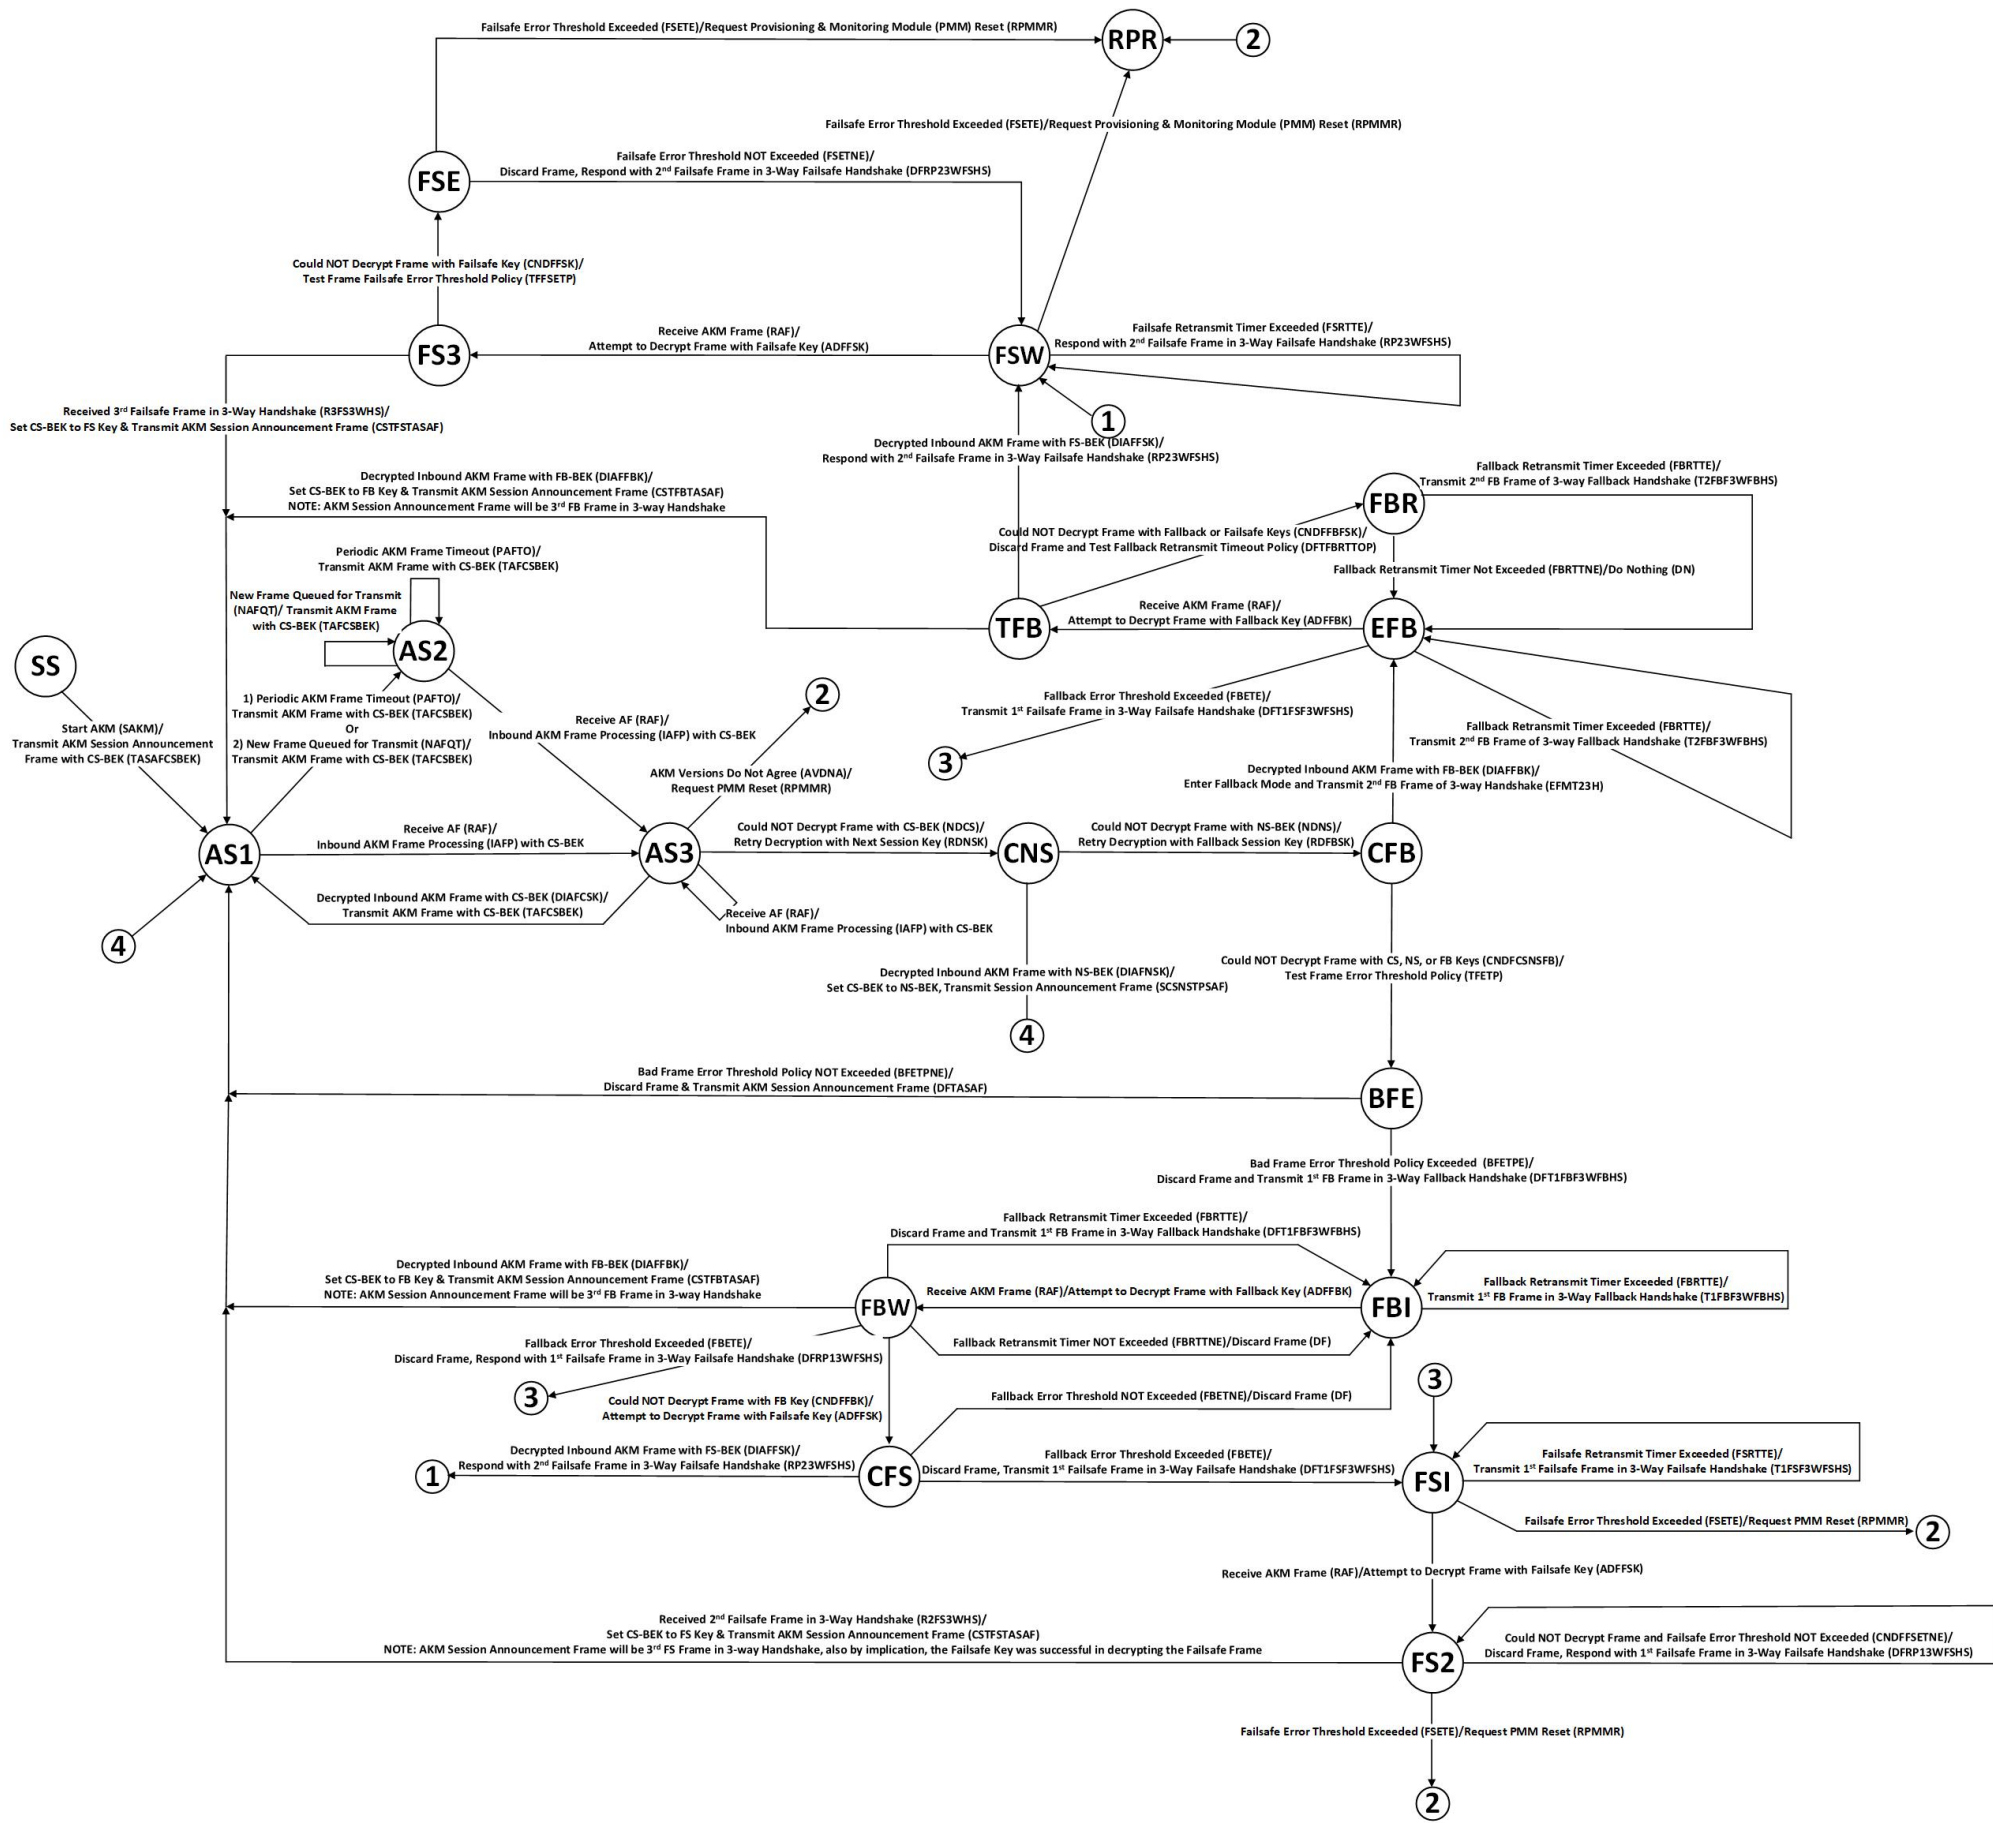 Failsafe Error Threshold Exceeded (FSETE)/Request Provisioning & Monitoring Module (PMM) Reset (RPMMR)
RPR
2
Failsafe Error Threshold Exceeded (FSETE)/Request Provisioning & Monitoring Module (PMM) Reset (RPMMR)
Failsafe Error Threshold NOT Exceeded (FSETNE)/
Discard Frame, Respond with 2nd Failsafe Frame in 3-Way Failsafe Handshake (DFRP23WFSHS)
FSE
Could NOT Decrypt Frame with Failsafe Key (CNDFFSK)/
Test Frame Failsafe Error Threshold Policy (TFFSETP)
FS3
Receive AKM Frame (RAF)/
Attempt to Decrypt Frame with Failsafe Key (ADFFSK)
FSW
Failsafe Retransmit Timer Exceeded (FSRTTE)/
Respond with 2nd Failsafe Frame in 3-Way Failsafe Handshake (RP23WFSHS)
Received 3rd Failsafe Frame in 3-Way Handshake (R3FS3WHS)/
Set CS-BEK to FS Key & Transmit AKM Session Announcement Frame (CSTFSTASAF)
1
Decrypted Inbound AKM Frame with FS-BEK (DIAFFSK)/
Respond with 2nd Failsafe Frame in 3-Way Failsafe Handshake (RP23WFSHS)
Decrypted Inbound AKM Frame with FB-BEK (DIAFFBK)/
Set CS-BEK to FB Key & Transmit AKM Session Announcement Frame (CSTFBTASAF)
NOTE: AKM Session Announcement Frame will be 3rd FB Frame in 3-way Handshake
FBR
Fallback Retransmit Timer Exceeded (FBRTTE)/
Transmit 2nd FB Frame of 3-way Fallback Handshake (T2FBF3WFBHS)
Could NOT Decrypt Frame with Fallback or Failsafe Keys (CNDFFBFSK)/
Discard Frame and Test Fallback Retransmit Timeout Policy (DFTFBRTTOP)
Fallback Retransmit Timer Not Exceeded (FBRTTNE)/Do Nothing (DN)
Periodic AKM Frame Timeout (PAFTO)/
Transmit AKM Frame with CS-BEK (TAFCSBEK)
New Frame Queued for Transmit
(NAFQT)/ Transmit AKM Frame
with CS-BEK (TAFCSBEK)
AS2
TFB
Receive AKM Frame (RAF)/
Attempt to Decrypt Frame with Fallback Key (ADFFBK)
EFB
SS
Start AKM (SAKM)/
Transmit AKM Session Announcement
Frame with CS-BEK (TASAFCSBEK)
1) Periodic AKM Frame Timeout (PAFTO)/
Transmit AKM Frame with CS-BEK (TAFCSBEK)
Or
2) New Frame Queued for Transmit (NAFQT)/
Transmit AKM Frame with CS-BEK (TAFCSBEK)
Receive AF (RAF)/
Inbound AKM Frame Processing (IAFP) with CS-BEK
2
AKM Versions Do Not Agree (AVDNA)/
Request PMM Reset (RPMMR)
Fallback Error Threshold Exceeded (FBETE)/
Transmit 1st Failsafe Frame in 3-Way Failsafe Handshake (DFT1FSF3WFSHS)
3
Fallback Retransmit Timer Exceeded (FBRTTE)/
Transmit 2nd FB Frame of 3-way Fallback Handshake (T2FBF3WFBHS)
Decrypted Inbound AKM Frame with FB-BEK (DIAFFBK)/
Enter Fallback Mode and Transmit 2nd FB Frame of 3-way Handshake (EFMT23H)
AS1
Receive AF (RAF)/
Inbound AKM Frame Processing (IAFP) with CS-BEK
AS3
Could NOT Decrypt Frame with CS-BEK (NDCS)/
Retry Decryption with Next Session Key (RDNSK)
CNS
Could NOT Decrypt Frame with NS-BEK (NDNS)/
Retry Decryption with Fallback Session Key (RDFBSK)
CFB
Decrypted Inbound AKM Frame with CS-BEK (DIAFCSK)/
Transmit AKM Frame with CS-BEK (TAFCSBEK)
Receive AF (RAF)/
Inbound AKM Frame Processing (IAFP) with CS-BEK
4
Decrypted Inbound AKM Frame with NS-BEK (DIAFNSK)/
Set CS-BEK to NS-BEK, Transmit Session Announcement Frame (SCSNSTPSAF)
4
Could NOT Decrypt Frame with CS, NS, or FB Keys (CNDFCSNSFB)/
Test Frame Error Threshold Policy (TFETP)
Bad Frame Error Threshold Policy NOT Exceeded (BFETPNE)/
Discard Frame & Transmit AKM Session Announcement Frame (DFTASAF)
BFE
Bad Frame Error Threshold Policy Exceeded (BFETPE)/
Discard Frame and Transmit 1st FB Frame in 3-Way Fallback Handshake (DFT1FBF3WFBHS)
Fallback Retransmit Timer Exceeded (FBRTTE)/
Discard Frame and Transmit 1st FB Frame in 3-Way Fallback Handshake (DFT1FBF3WFBHS)
Decrypted Inbound AKM Frame with FB-BEK (DIAFFBK)/
Set CS-BEK to FB Key & Transmit AKM Session Announcement Frame (CSTFBTASAF)
NOTE: AKM Session Announcement Frame will be 3rd FB Frame in 3-way Handshake
FBW
Receive AKM Frame (RAF)/Attempt to Decrypt Frame with Fallback Key (ADFFBK)
FBI
Fallback Retransmit Timer Exceeded (FBRTTE)/
Transmit 1st FB Frame in 3-Way Fallback Handshake (T1FBF3WFBHS)
Fallback Error Threshold Exceeded (FBETE)/
Discard Frame, Respond with 1st Failsafe Frame in 3-Way Failsafe Handshake (DFRP13WFSHS)
Fallback Retransmit Timer NOT Exceeded (FBRTTNE)/Discard Frame (DF)
3
Could NOT Decrypt Frame with FB Key (CNDFFBK)/
Attempt to Decrypt Frame with Failsafe Key (ADFFSK)
Fallback Error Threshold NOT Exceeded (FBETNE)/Discard Frame (DF)
3
1
Decrypted Inbound AKM Frame with FS-BEK (DIAFFSK)/
Respond with 2nd Failsafe Frame in 3-Way Failsafe Handshake (RP23WFSHS)
CFS
Fallback Error Threshold Exceeded (FBETE)/
Discard Frame, Transmit 1st Failsafe Frame in 3-Way Failsafe Handshake (DFT1FSF3WFSHS)
FSI
Failsafe Retransmit Timer Exceeded (FSRTTE)/
Transmit 1st Failsafe Frame in 3-Way Failsafe Handshake (T1FSF3WFSHS)
Failsafe Error Threshold Exceeded (FSETE)/Request PMM Reset (RPMMR)
2
Receive AKM Frame (RAF)/Attempt to Decrypt Frame with Failsafe Key (ADFFSK)
Received 2nd Failsafe Frame in 3-Way Handshake (R2FS3WHS)/
Set CS-BEK to FS Key & Transmit AKM Session Announcement Frame (CSTFSTASAF)
NOTE: AKM Session Announcement Frame will be 3rd FS Frame in 3-way Handshake, also by implication, the Failsafe Key was successful in decrypting the Failsafe Frame
FS2
Could NOT Decrypt Frame and Failsafe Error Threshold NOT Exceeded (CNDFFSETNE)/
Discard Frame, Respond with 1st Failsafe Frame in 3-Way Failsafe Handshake (DFRP13WFSHS)
Failsafe Error Threshold Exceeded (FSETE)/Request PMM Reset (RPMMR)
2